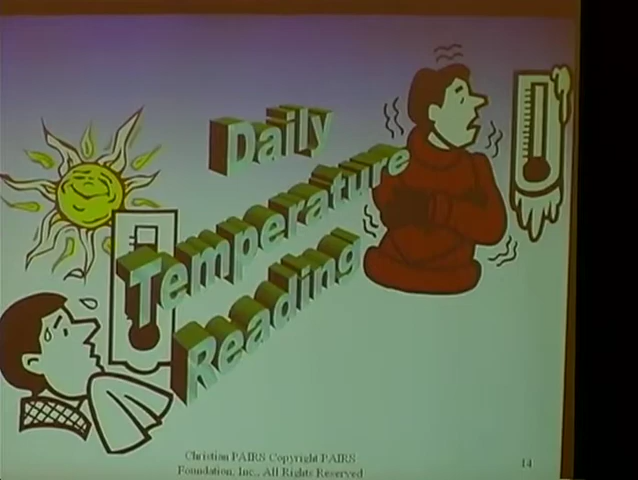 Daily
Temperature
Reading
Christian PAIRS Copyright PAIRS
Foundation, Inc., All Rights Reserved
14